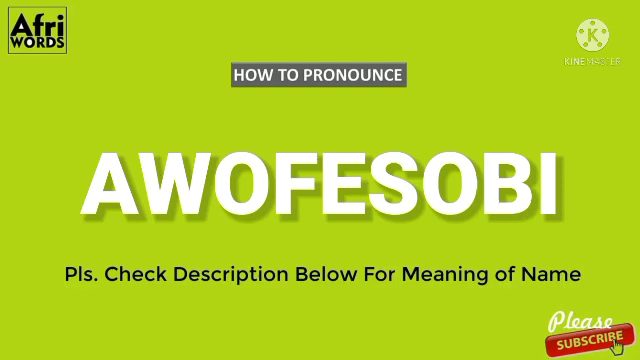 Afri
WORDS
K
KINEMASTER
HOW TO PRONOUNCE
AWOFESOBI
Pls. Check Description Below For Meaning of Name
Please
SUBSCRIBE